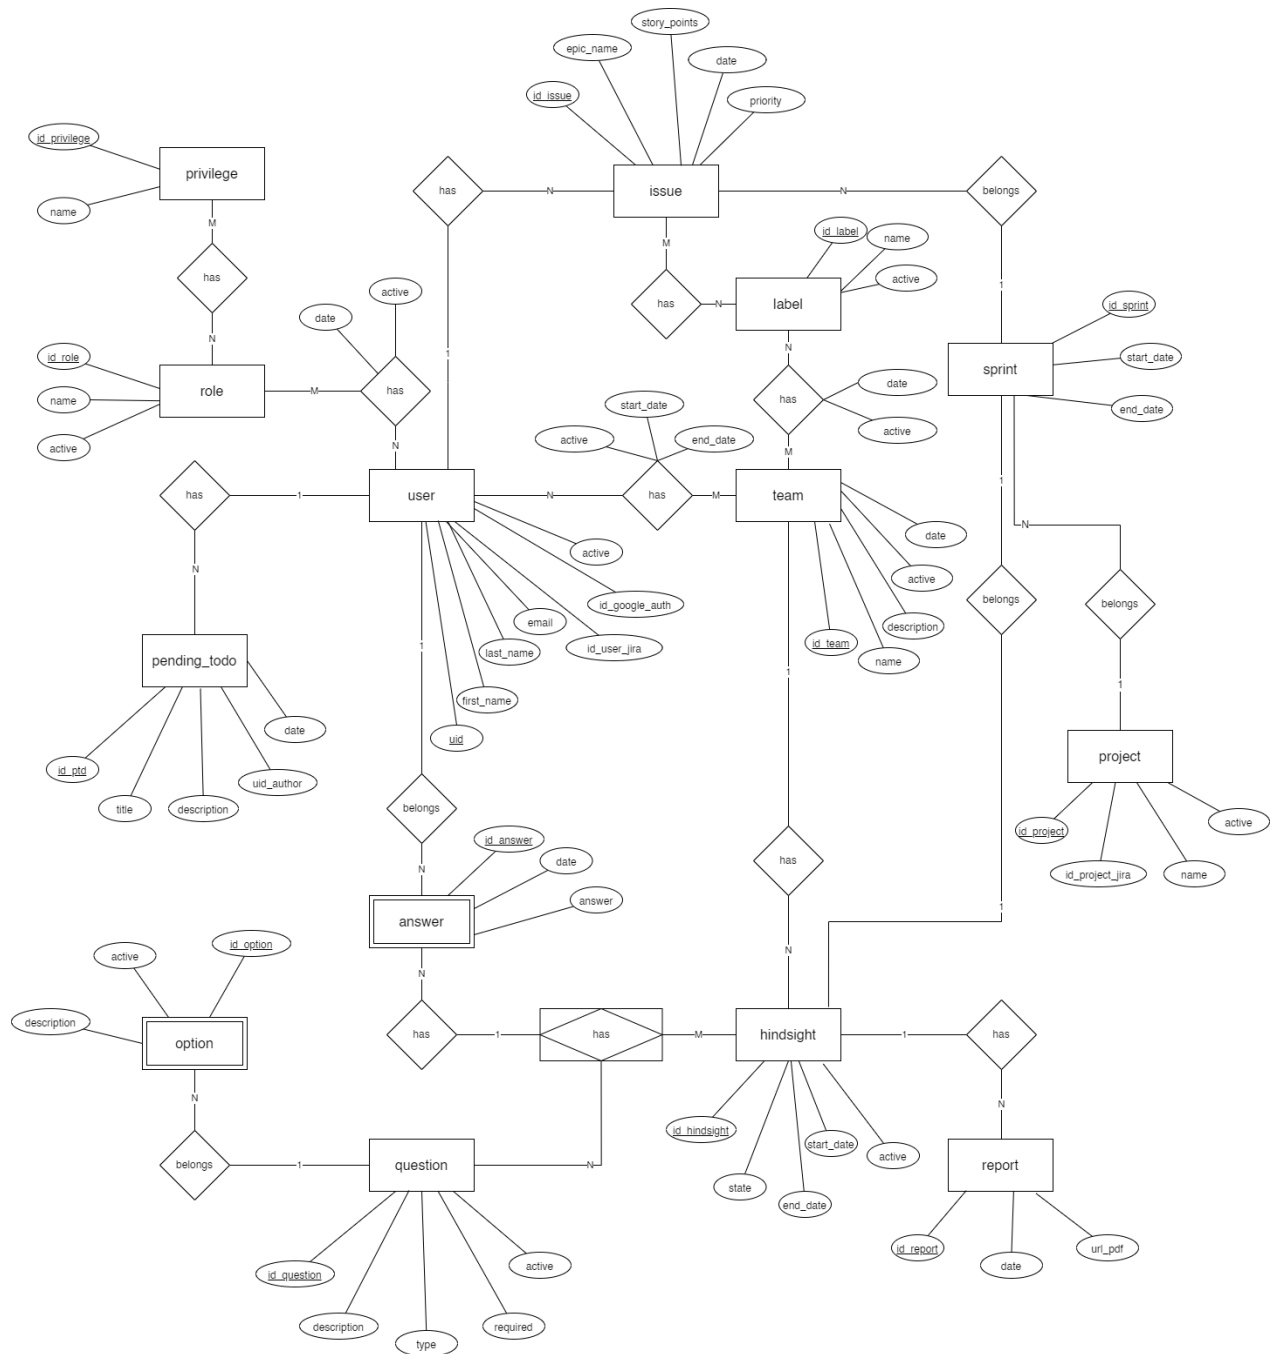 story_points
epic_name
date
id_issue
priority
id_privilege
privilege
name
M
has
N
issue
N
belongs
M
id_label
name
active
label
has
N
has
N
1
id_sprint
start_date
sprint
end_date
active
date
id_role
name
active
role
M
has
N
1
N
has
date
active
M
start_date
active
end_date
has
1
user
N
has
M
team
1
1
N
belongs
N
belongs
1
has
N
pending_todo
date
uid_author
id_ptd
title
description
active
id_google_auth
email
id_user_jira
last_name
first_name
uid
1
date
active
description
id_team
name
1
project
active
id_project
id_project_jira
name
belongs
N
id_answer
date
answer
answer
N
has
1
has
M
has
N
1
hindsight
1
has
N
id_option
active
description
option
N
belongs
1
question
N
id_hindsight
start_date
active
state
end_date
report
id_report
date
url_pdf
id_question
active
description
required
type